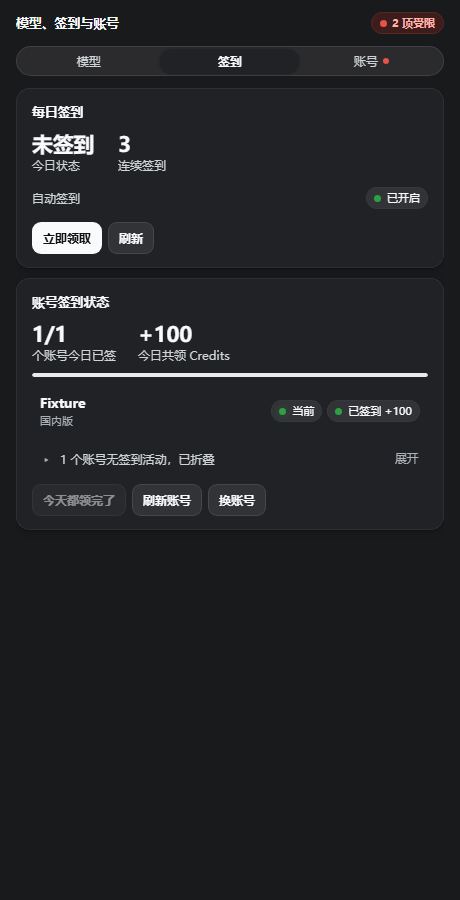 模型、签到与账号
2 顶受限
模型
签到
账号
每日签到
未签到
3
今日状态
连续签到
自动签到
已开启
立即领取
刷新
账号签到状态
1/1
+100
个账号今日已签
今日共领 Credits
Fixture
国内版
当前
已签到 +100
1 个账号无签到活动，已折叠
展开
今天都领完了
刷新账号
换账号